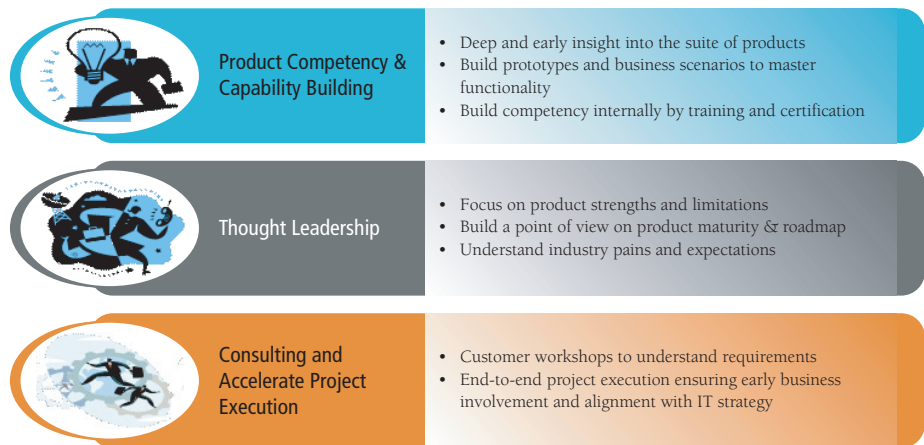 Product Competency &
Capability Building
• Deep and early insight into the suite of products
• Build prototypes and business scenarios to master
functionality
• Build competency internally by training and certification
Thought Leadership
• Focus on product strengths and limitations
• Build a point of view on product maturity & roadmap
• Understand industry pains and expectations
Consulting and
Accelerate Project
Execution
• Customer workshops to understand requirements
• End-to-end project execution ensuring early business
involvement and alignment with IT strategy